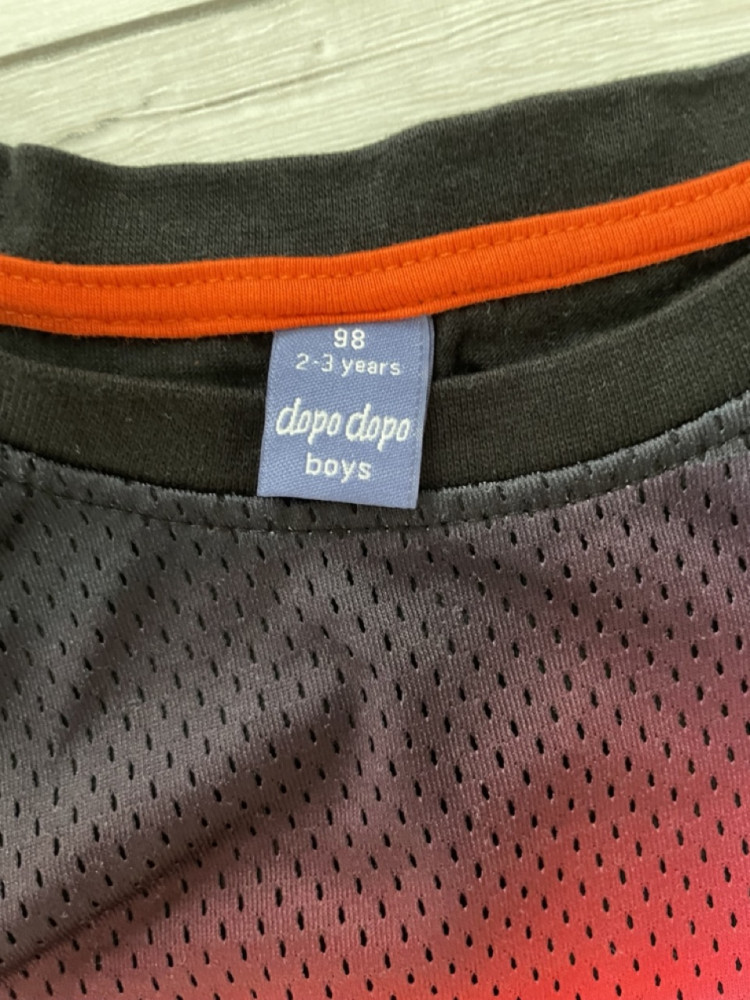 98
2-3 years
dopo dopo
boys